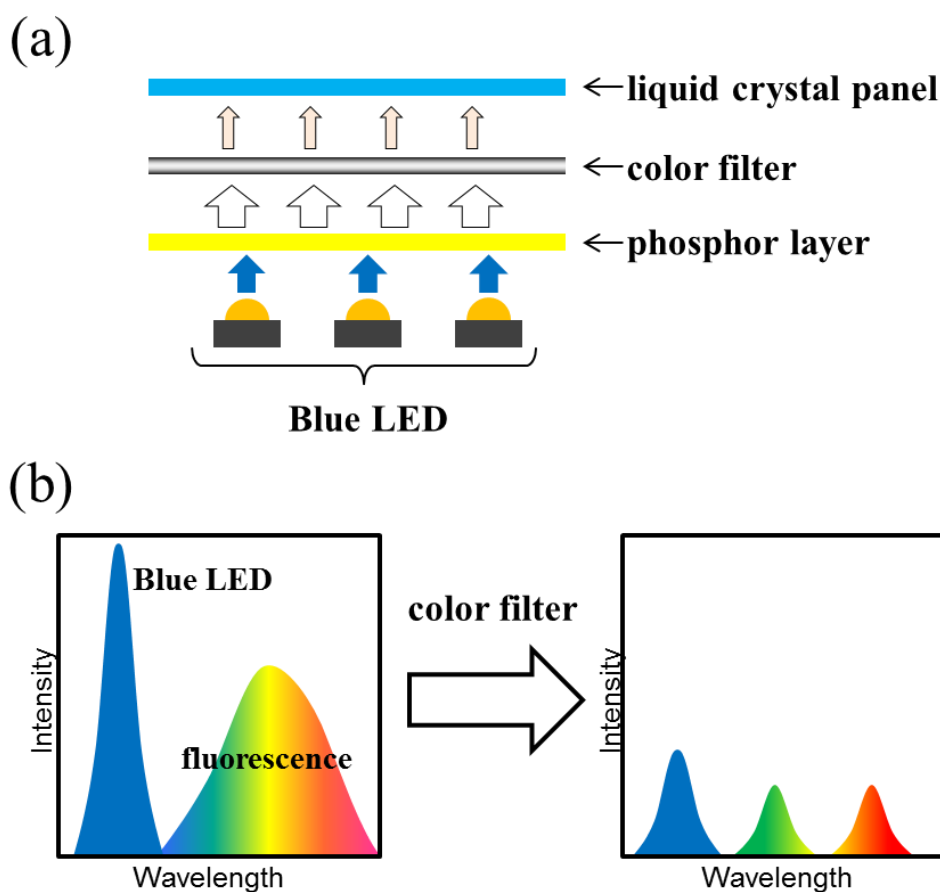 (a)
liquid crystal panel
color filter
phosphor layer
Blue LED
(b)
Blue LED
fluorescence
Intensity
Wavelength
color filter
Intensity
Wavelength